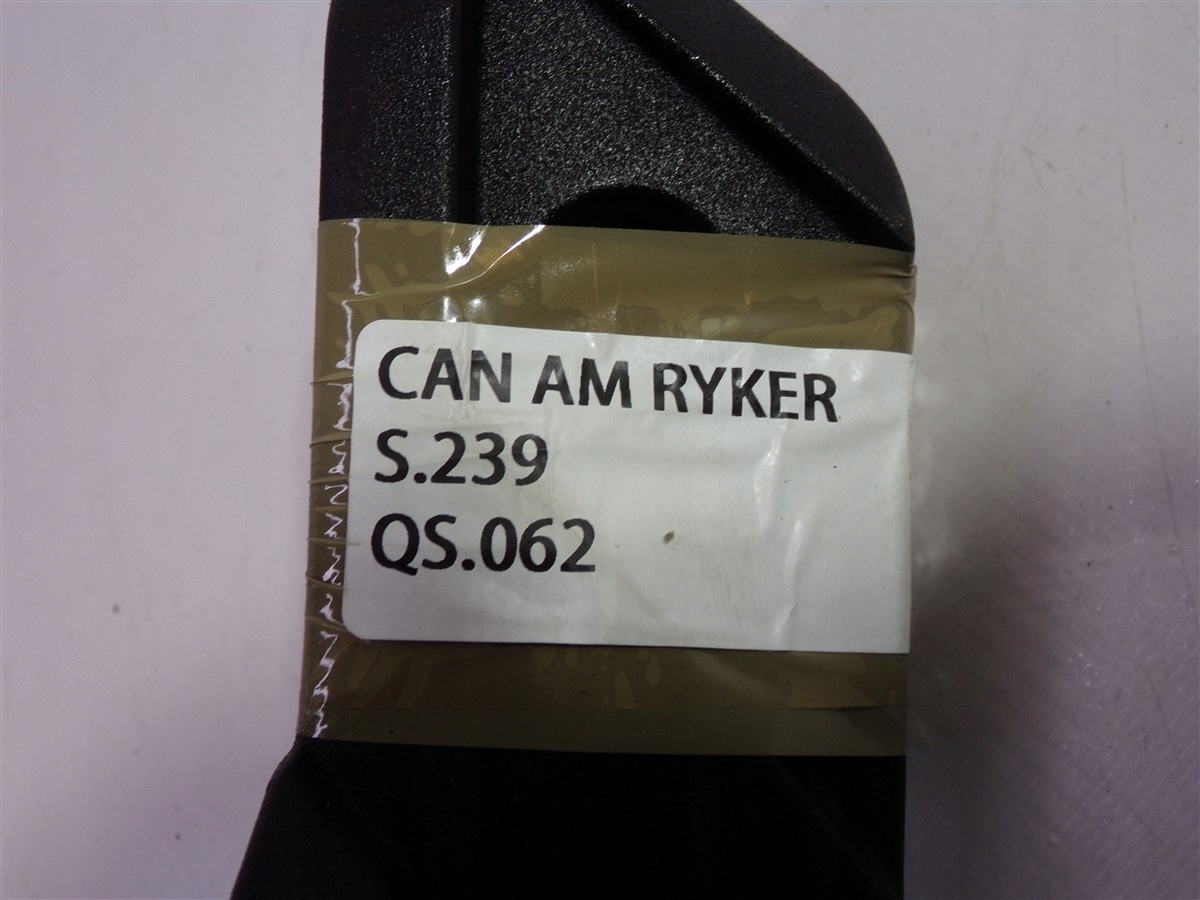 CAN AM RYKER
S.239
QS.062